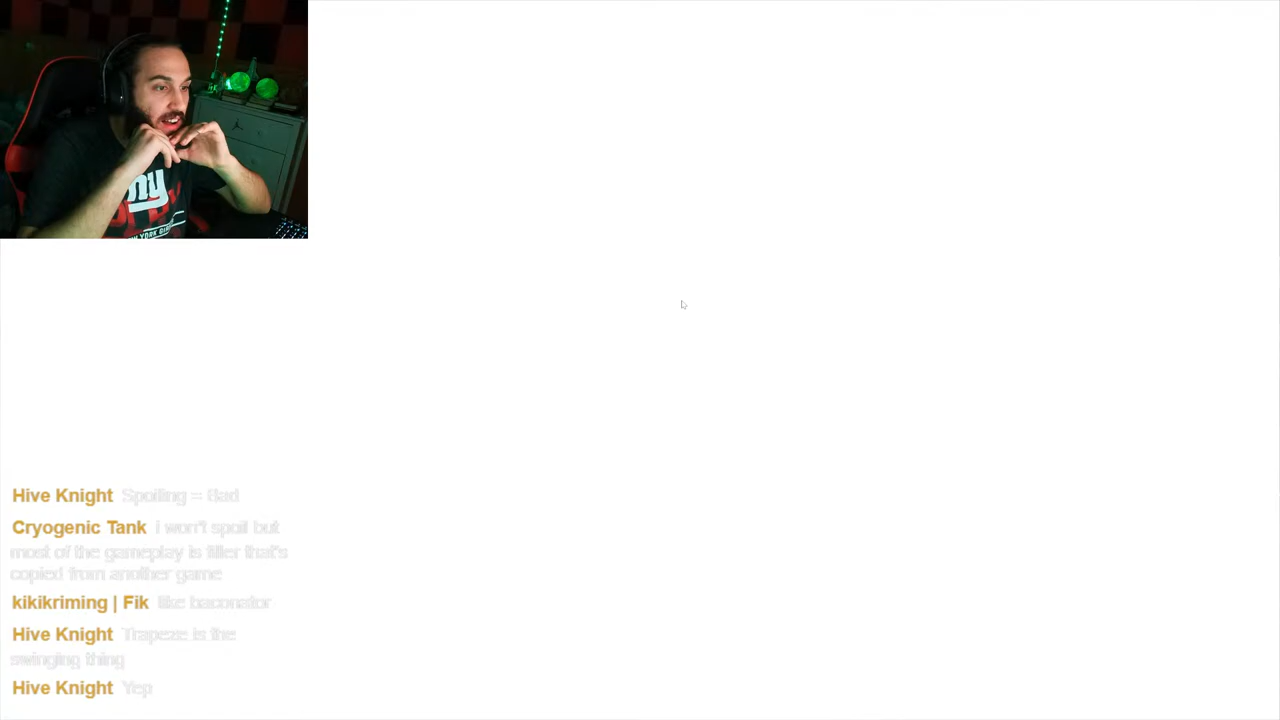 ny
Hive Knight Spoiling = Bad
Cryogenic Tank I won't spoil but
most of the gameplay is filler that's
copied from another game
kikikriming | Fik like baconator
Hive Knight Trapeze is the
swinging thing
Hive Knight Yep